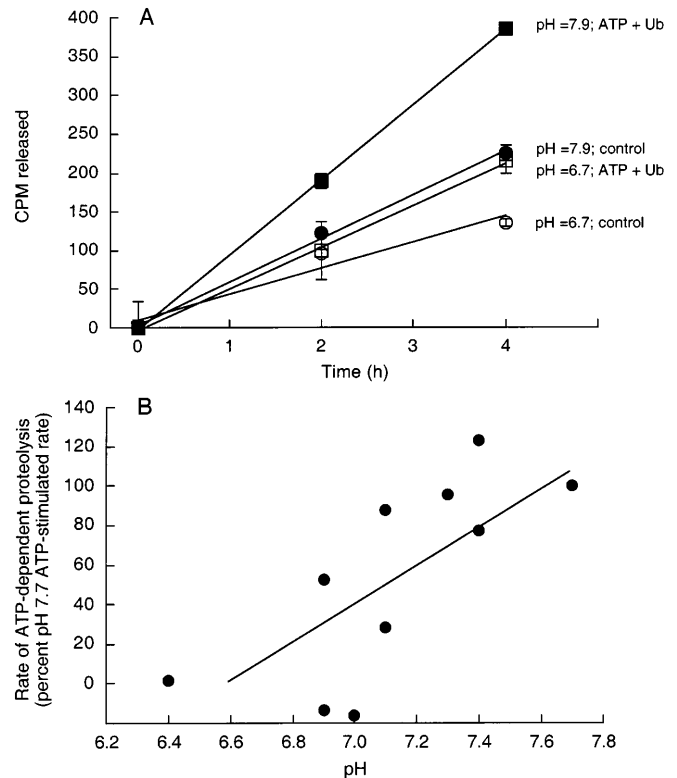 A
400
350
300
250
200
150
100
50
0
CPM released
pH =7.9; ATP + Ub
pH =7.9; control
pH =6.7; ATP + Ub
pH =6.7; control
0 1 2 3 4
Time (h)
B
140
120
100
80
60
40
20
0
Rate of ATP-dependent proteolysis
(percent pH 7.7 ATP-stimulated rate)
6.2 6.4 6.6 6.8 7.0 7.2 7.4 7.6 7.8
pH